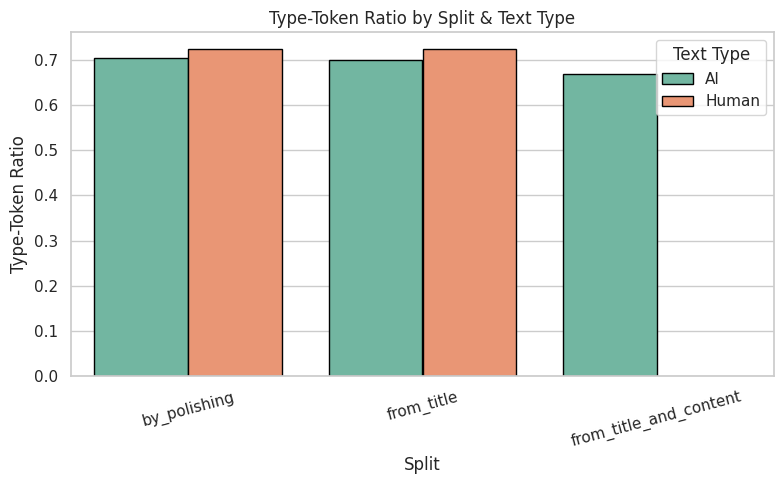 Type-Token Ratio by Split & Text Type
Text Type
AI
Human
Type-Token Ratio
0.7
0.6
0.5
0.4
0.3
0.2
0.1
0.0
by_polishing
from_title
from_title_and_content
Split